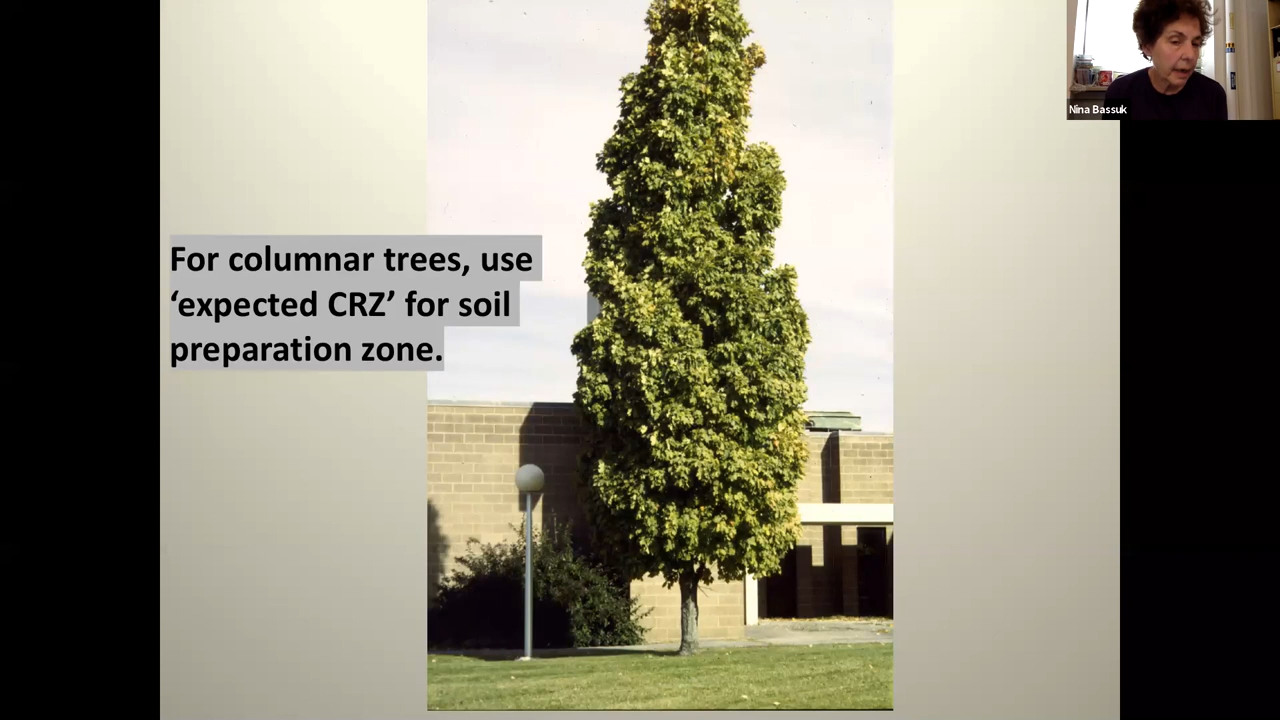 For columnar trees, use
‘expected CRZ’ for soil
preparation zone.
Nina Bassuk